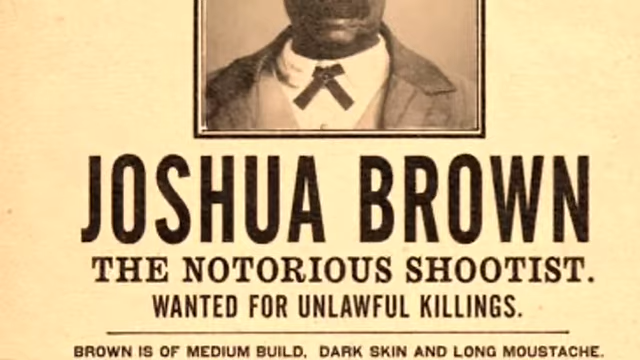 JOSHUA BROWN
THE NOTORIOUS SHOOTIST.
WANTED FOR UNLAWFUL KILLINGS.
BROWN IS OF MEDIUM BUILD, DARK SKIN AND LONG MOUSTACHE.